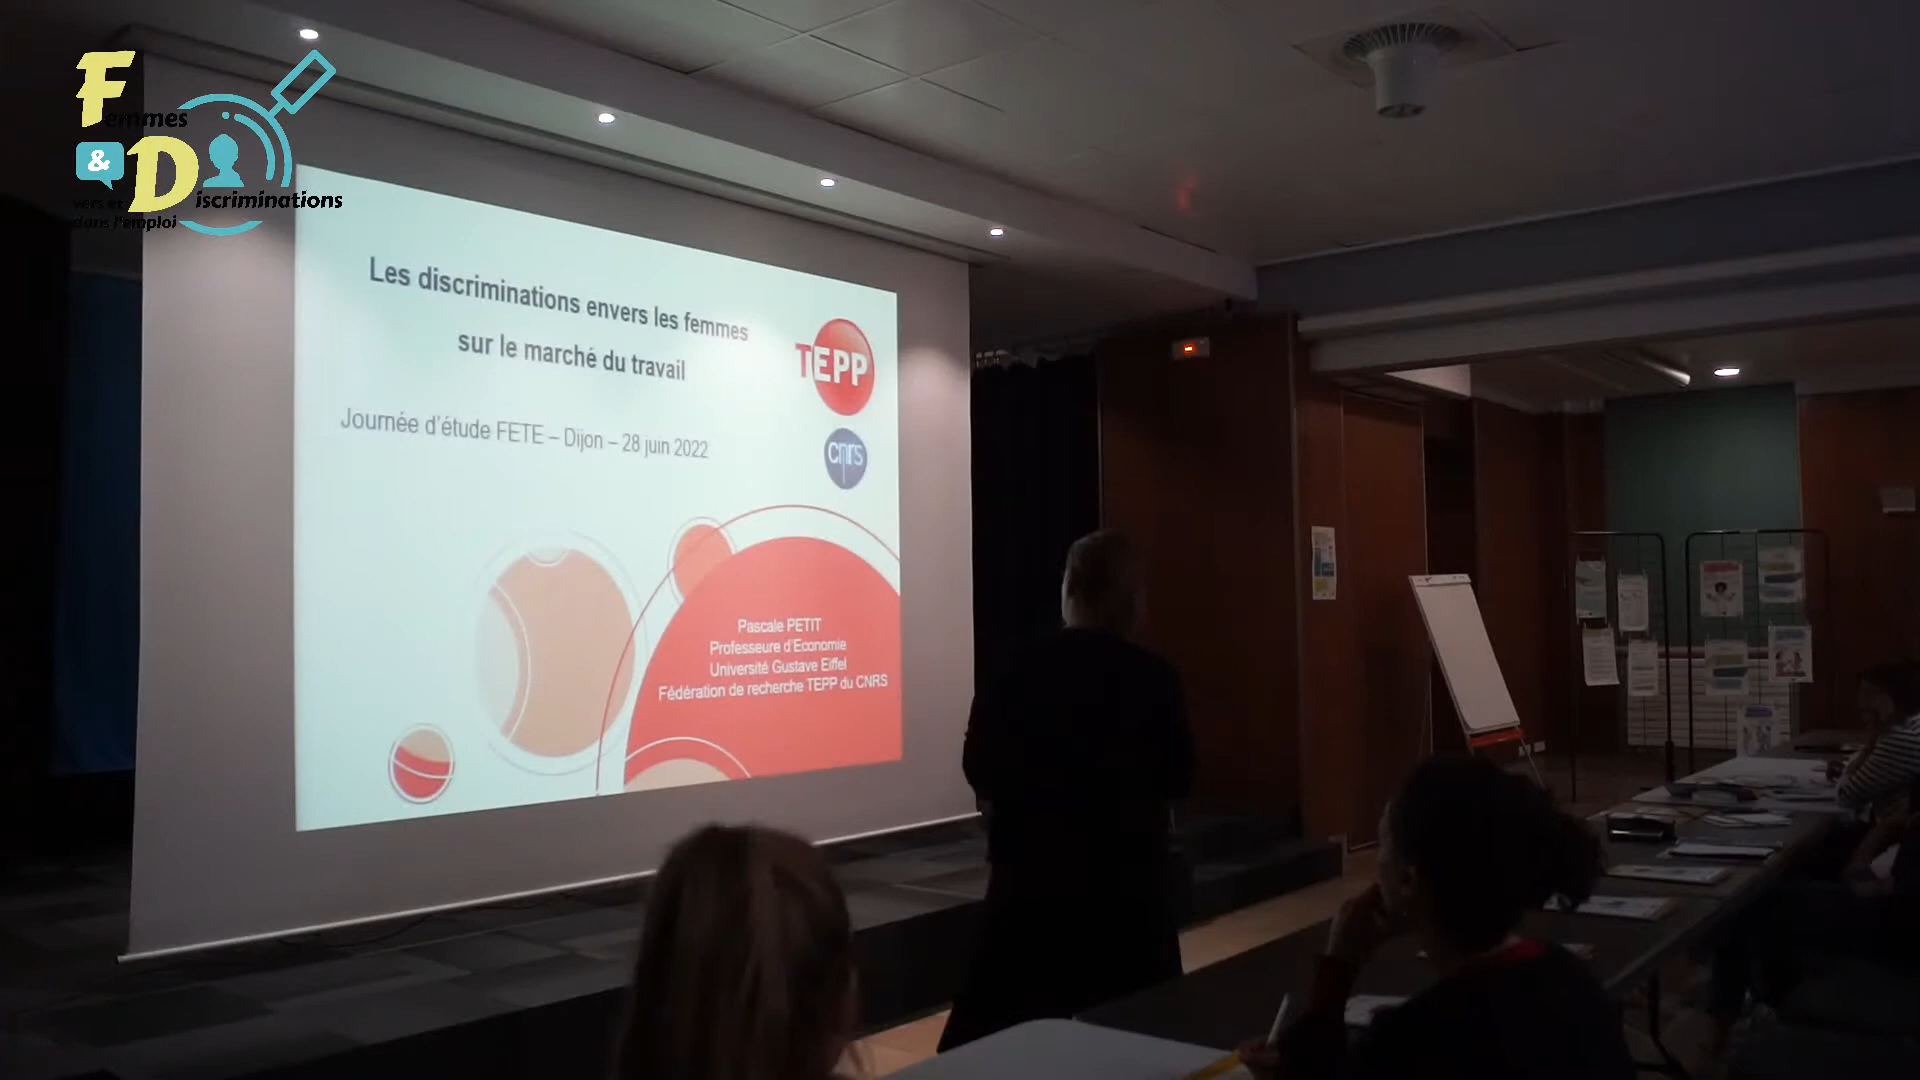 Femmes
& Discriminations
vers et
dans l'emploi
Les discriminations envers les femmes
sur le marché du travail
TEPP
Journée d'étude FETE – Dijon – 28 juin 2022
cnrs
Pascale PETIT
Professeure d'Economie
Université Gustave Eiffel
Fédération de recherche TEPP du CNRS